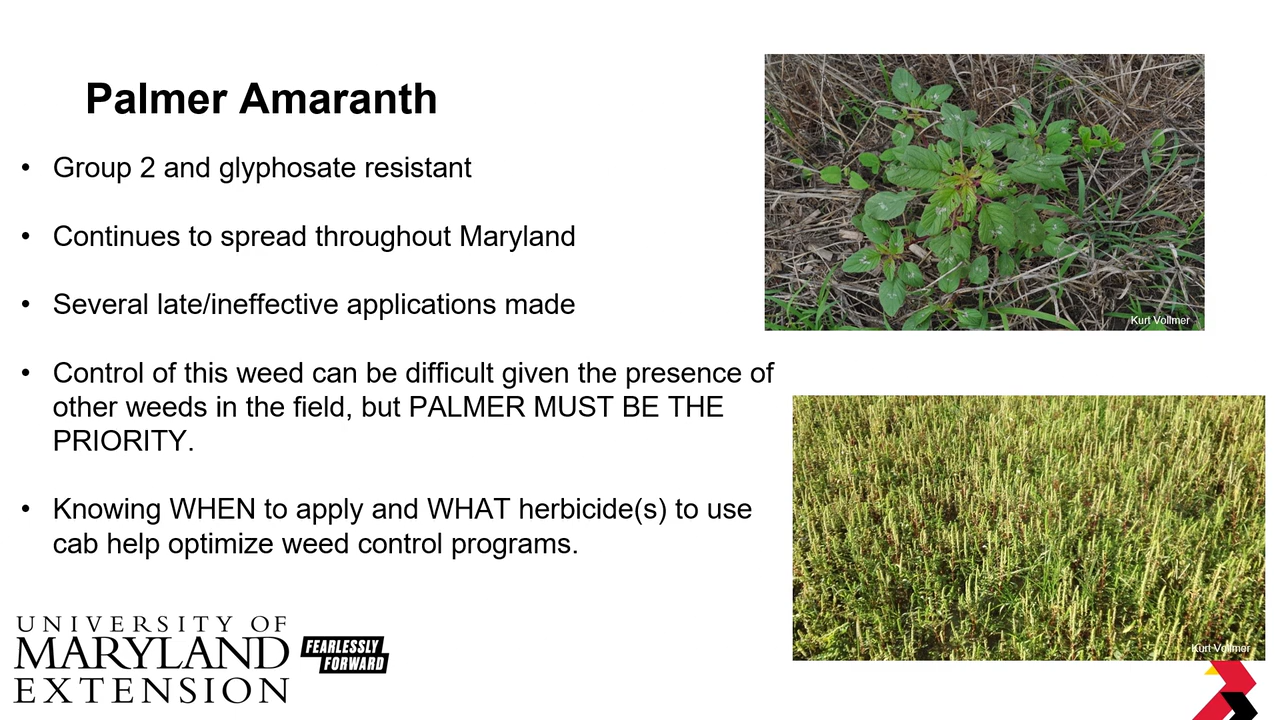 Palmer Amaranth
• Group 2 and glyphosate resistant
• Continues to spread throughout Maryland
• Several late/ineffective applications made
• Control of this weed can be difficult given the presence of
other weeds in the field, but PALMER MUST BE THE
PRIORITY.
• Knowing WHEN to apply and WHAT herbicide(s) to use
cab help optimize weed control programs.
Kurt Vollmer
Kurt Vollmer
UNIVERSITY OF
MARYLAND
EXTENSION
FEARLESSLY
FORWARD